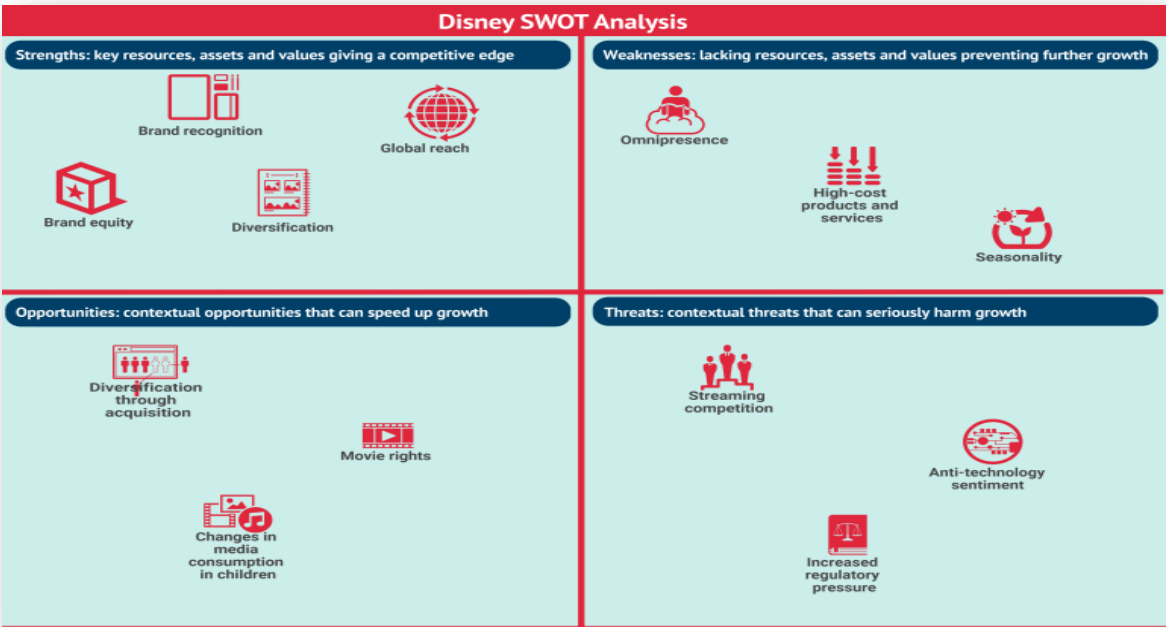 Disney SWOT Analysis
Strengths: key resources, assets and values giving a competitive edge
Brand recognition
Global reach
Brand equity
Diversification
Weaknesses: lacking resources, assets and values preventing further growth
Omnipresence
High-cost
products and
services
Seasonality
Opportunities: contextual opportunities that can speed up growth
Diversification
through
acquisition
Movie rights
Changes in
media
consumption
in children
Threats: contextual threats that can seriously harm growth
Streaming
competition
Anti-technology
sentiment
Increased
regulatory
pressure